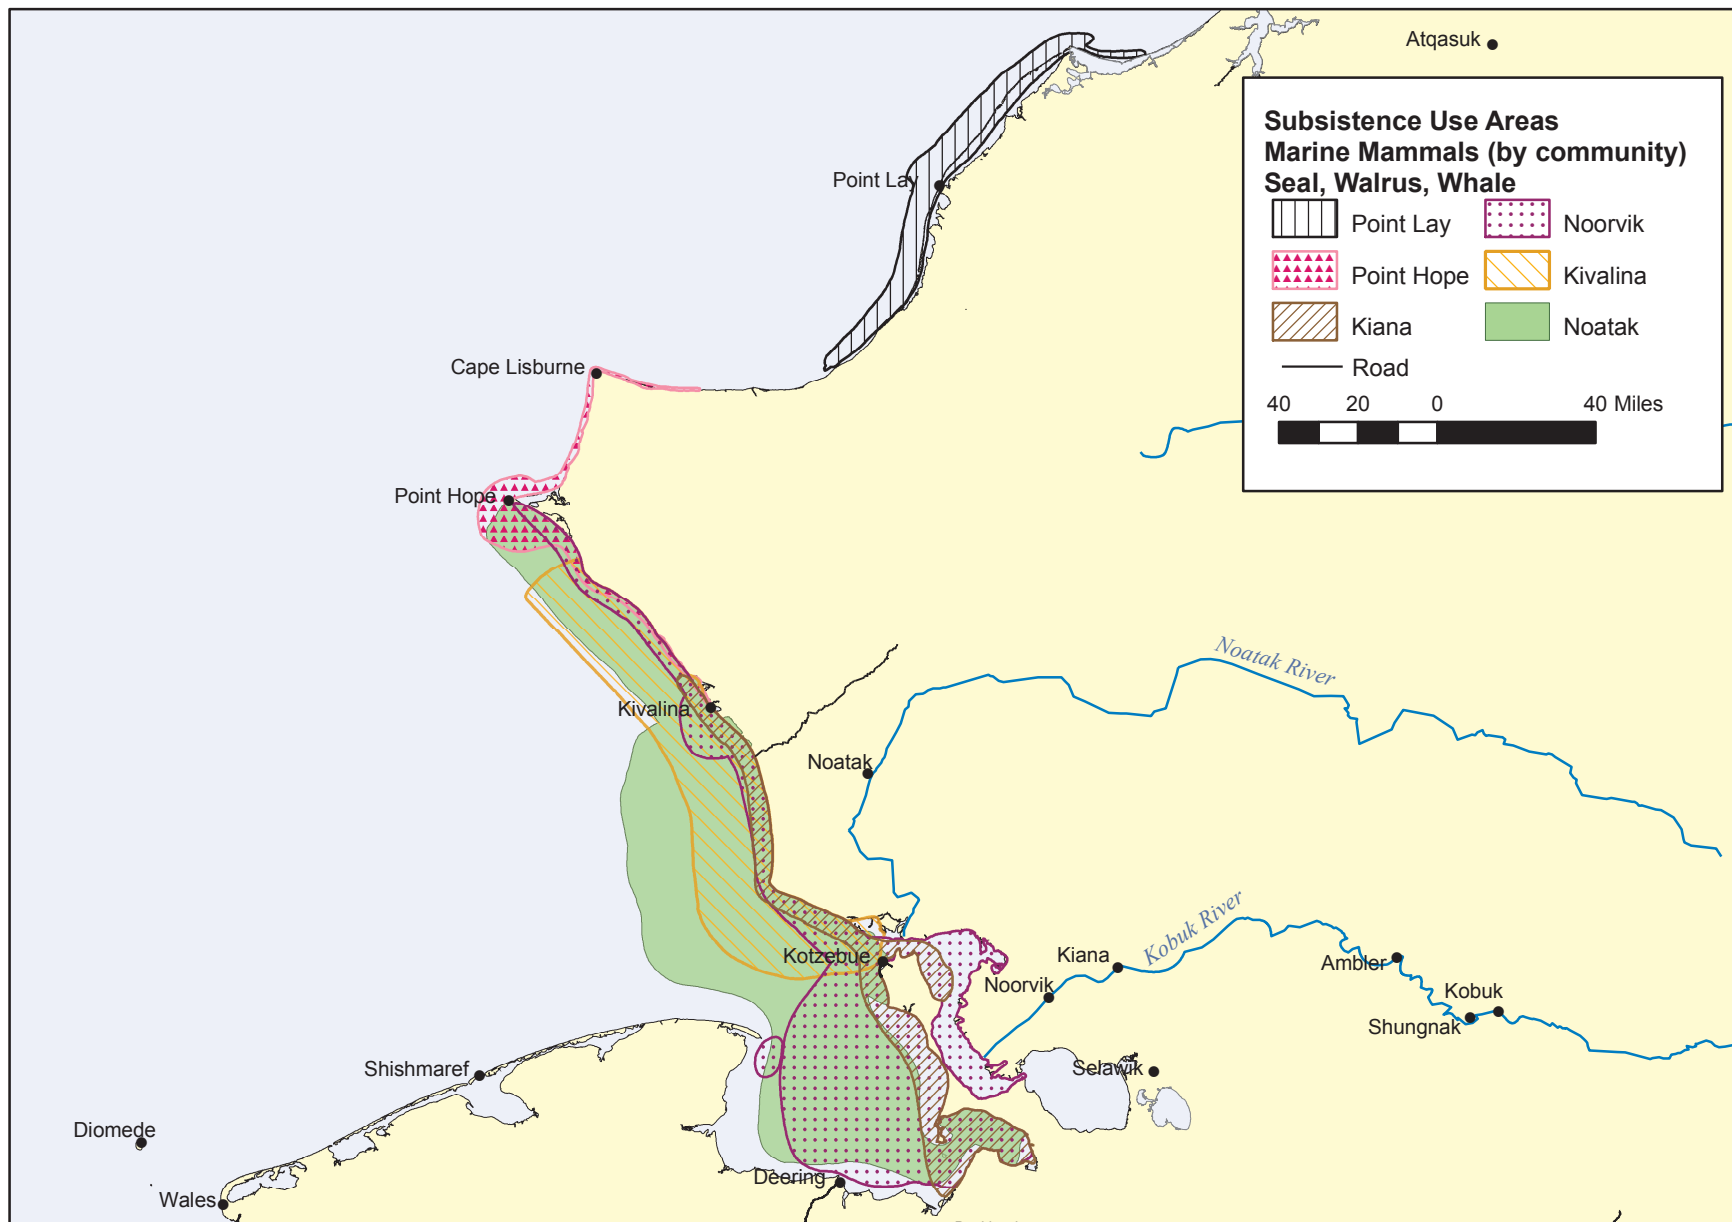 Atqasuk
Subsistence Use Areas
Marine Mammals (by community)
Seal, Walrus, Whale
Point Lay
Noorvik
Point Hope
Kivalina
Kiana
Noatak
Road
40 20 0 40 Miles
Point Lay
Cape Lisburne
Point Hope
Noatak River
Kivalina
Noatak
Kobuk River
Kotzebue
Kiana
Ambler
Noorvik
Kobuk
Shungnak
Shishmaref
Selawik
Diomede
Deering
Wales